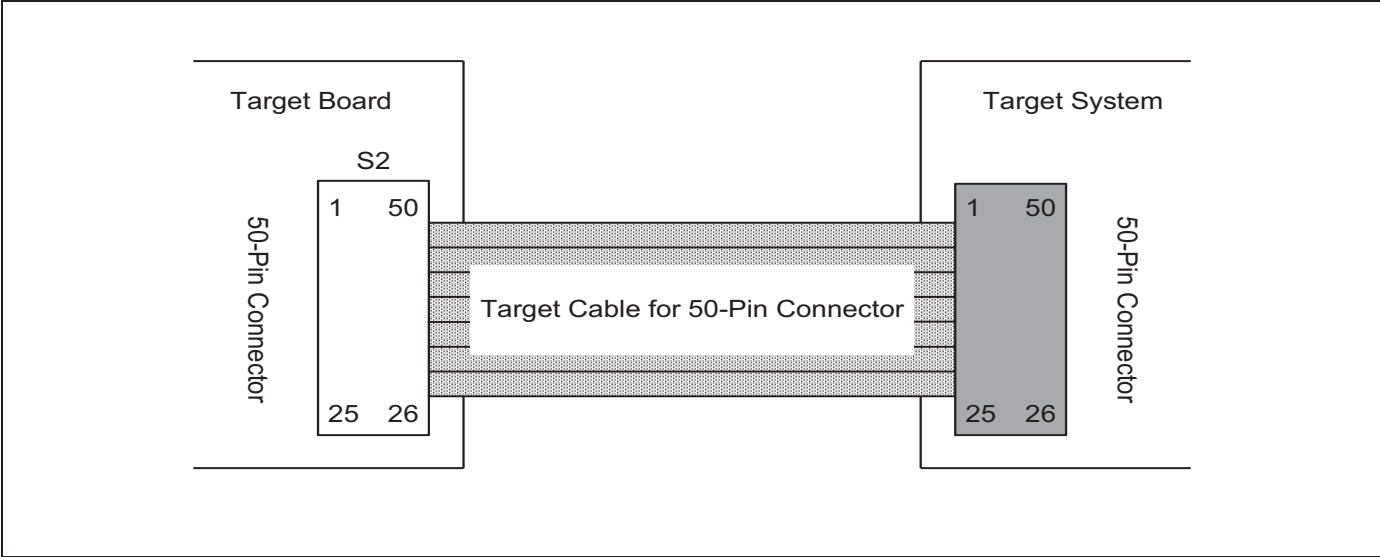 Target Board
Target System
S2
1 50
25 26
50-Pin Connector
Target Cable for 50-Pin Connector
1 50
25 26
50-Pin Connector